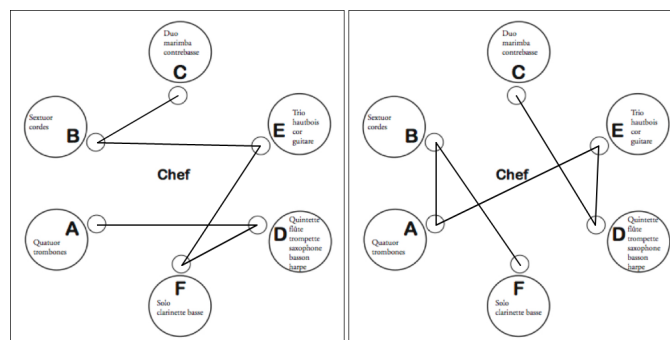 Duo
marimba
contrebasse
C
Sextuor
cordes
B
Trio
hautbois
cor
guitare
E
Chef
A
Quatuor
trombones
D
Quintette
flûte
trompette
saxophone
basson
harpe
F
Solo
clarinette basse
Duo
marimba
contrebasse
C
Sextuor
cordes
B
Trio
hautbois
cor
guitare
E
Chef
A
Quatuor
trombones
D
Quintette
flûte
trompette
saxophone
basson
harpe
F
Solo
clarinette basse